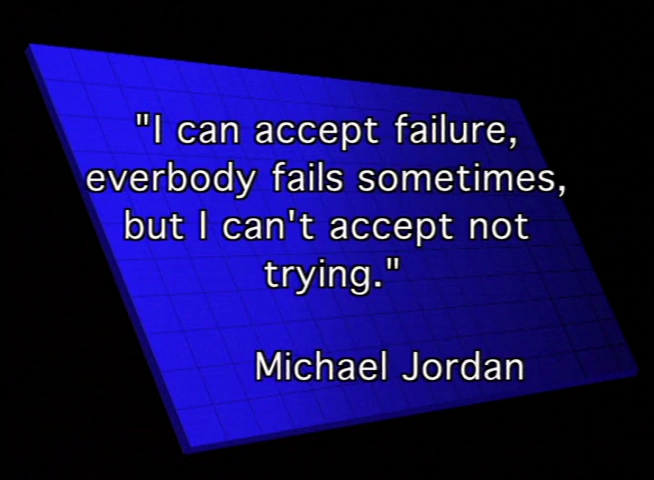 "I can accept failure,
everbody fails sometimes,
but I can't accept not
trying."
Michael Jordan